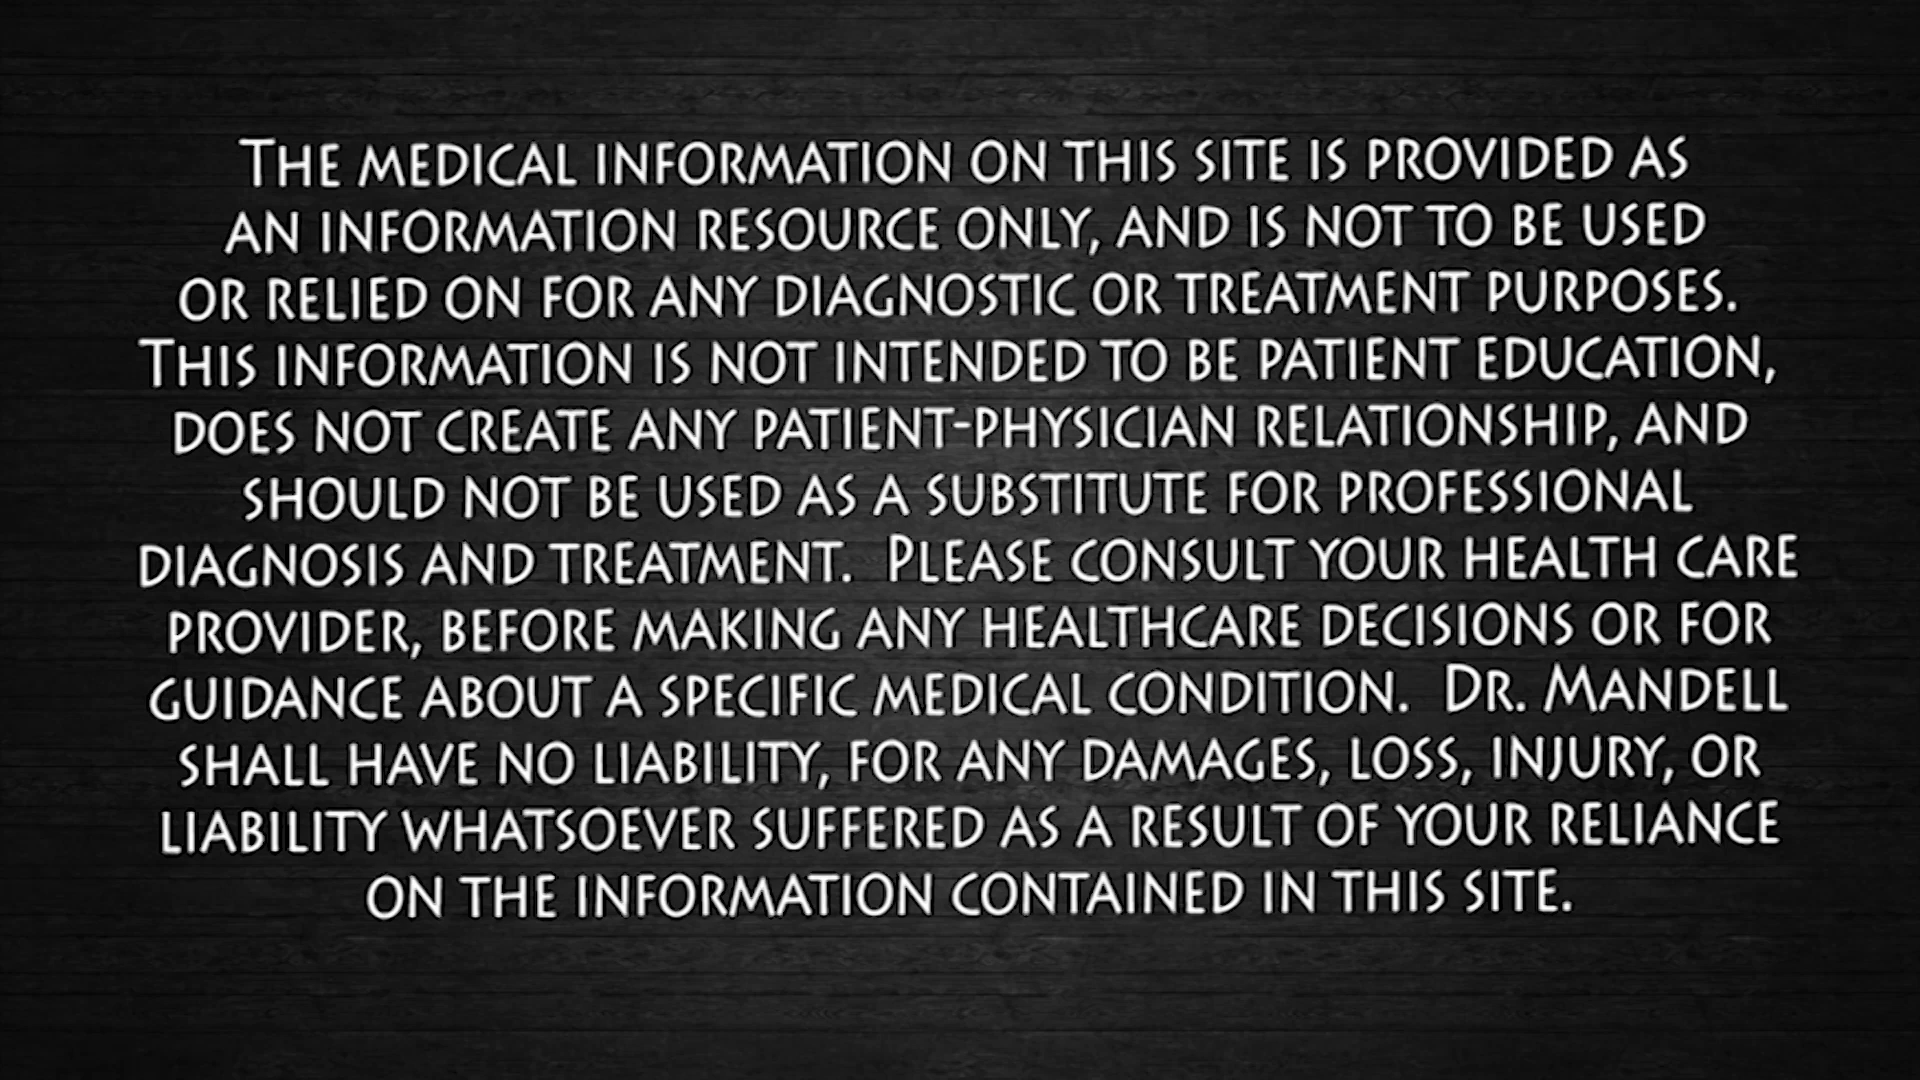 The medical information on this site is provided as
an information resource only, and is not to be used
or relied on for any diagnostic or treatment purposes.
This information is not intended to be patient education,
does not create any patient-physician relationship, and
should not be used as a substitute for professional
diagnosis and treatment.  Please consult your health care
provider, before making any healthcare decisions or for
guidance about a specific medical condition.  Dr. Mandell
shall have no liability, for any damages, loss, injury, or
liability whatsoever suffered as a result of your reliance
on the information contained in this site.